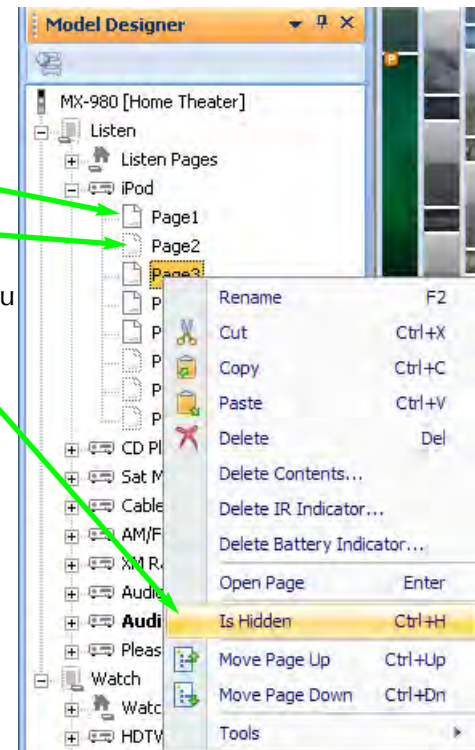 Model Designer
P
MX-980 [Home Theater]
Listen
Listen Pages
iPod
Page1
Page2
Page3
u
Rename F2
P
Cut Ctrl+X
P
Copy Ctrl+C
P
Paste Ctrl+V
P
Delete Del
P
CD Pl
Delete Contents...
Sat M
Delete IR Indicator...
Cable
Delete Battery Indicator...
AM/F
Open Page Enter
XM R
Audi
Is Hidden Ctrl+H
Audi
Pleas
Move Page Up Ctrl+Up
Watch
Move Page Down Ctrl+Dn
Watc
Tools
HDTV